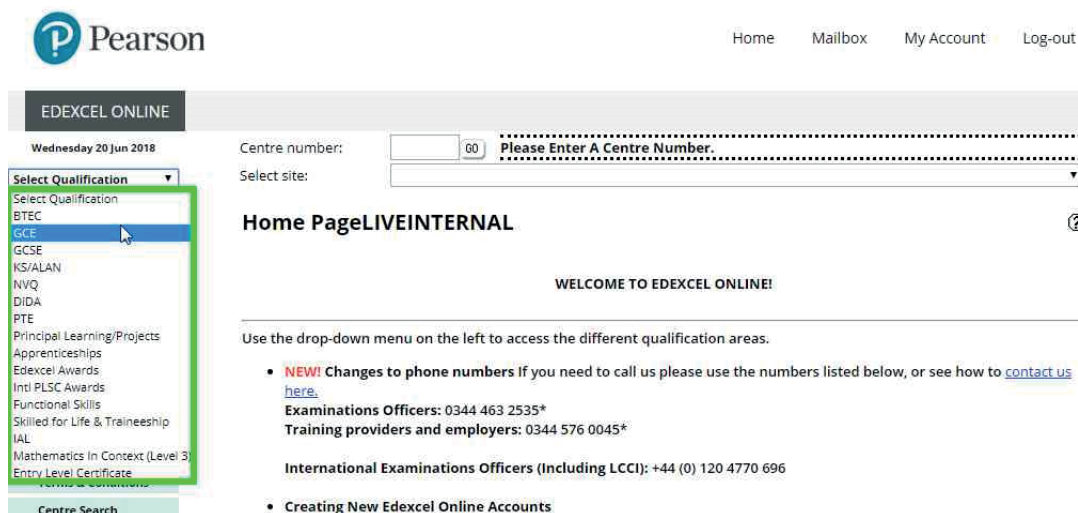 Pearson
Home Mailbox My Account Log-out
EDEXCEL ONLINE
Wednesday 20 Jun 2018
Centre number: GO Please Enter A Centre Number.
Select site:
Select Qualification
Select Qualification
BTEC
GCE
GCSE
KS/ALAN
NVQ
DIDA
PTE
Principal Learning/Projects
Apprenticeships
Edexcel Awards
Intl PLSC Awards
Functional Skills
Skilled for Life & Traineeship
IAL
Mathematics In Context (Level 3)
Entry Level Certificate
Terms & Conditions
Centre Search
Home PageLIVEINTERNAL
WELCOME TO EDEXCEL ONLINE!
Use the drop-down menu on the left to access the different qualification areas.
• NEW! Changes to phone numbers If you need to call us please use the numbers listed below, or see how to contact us
here.
Examinations Officers: 0344 463 2535*
Training providers and employers: 0344 576 0045*
International Examinations Officers (Including LCCI): +44 (0) 120 4770 696
• Creating New Edexcel Online Accounts